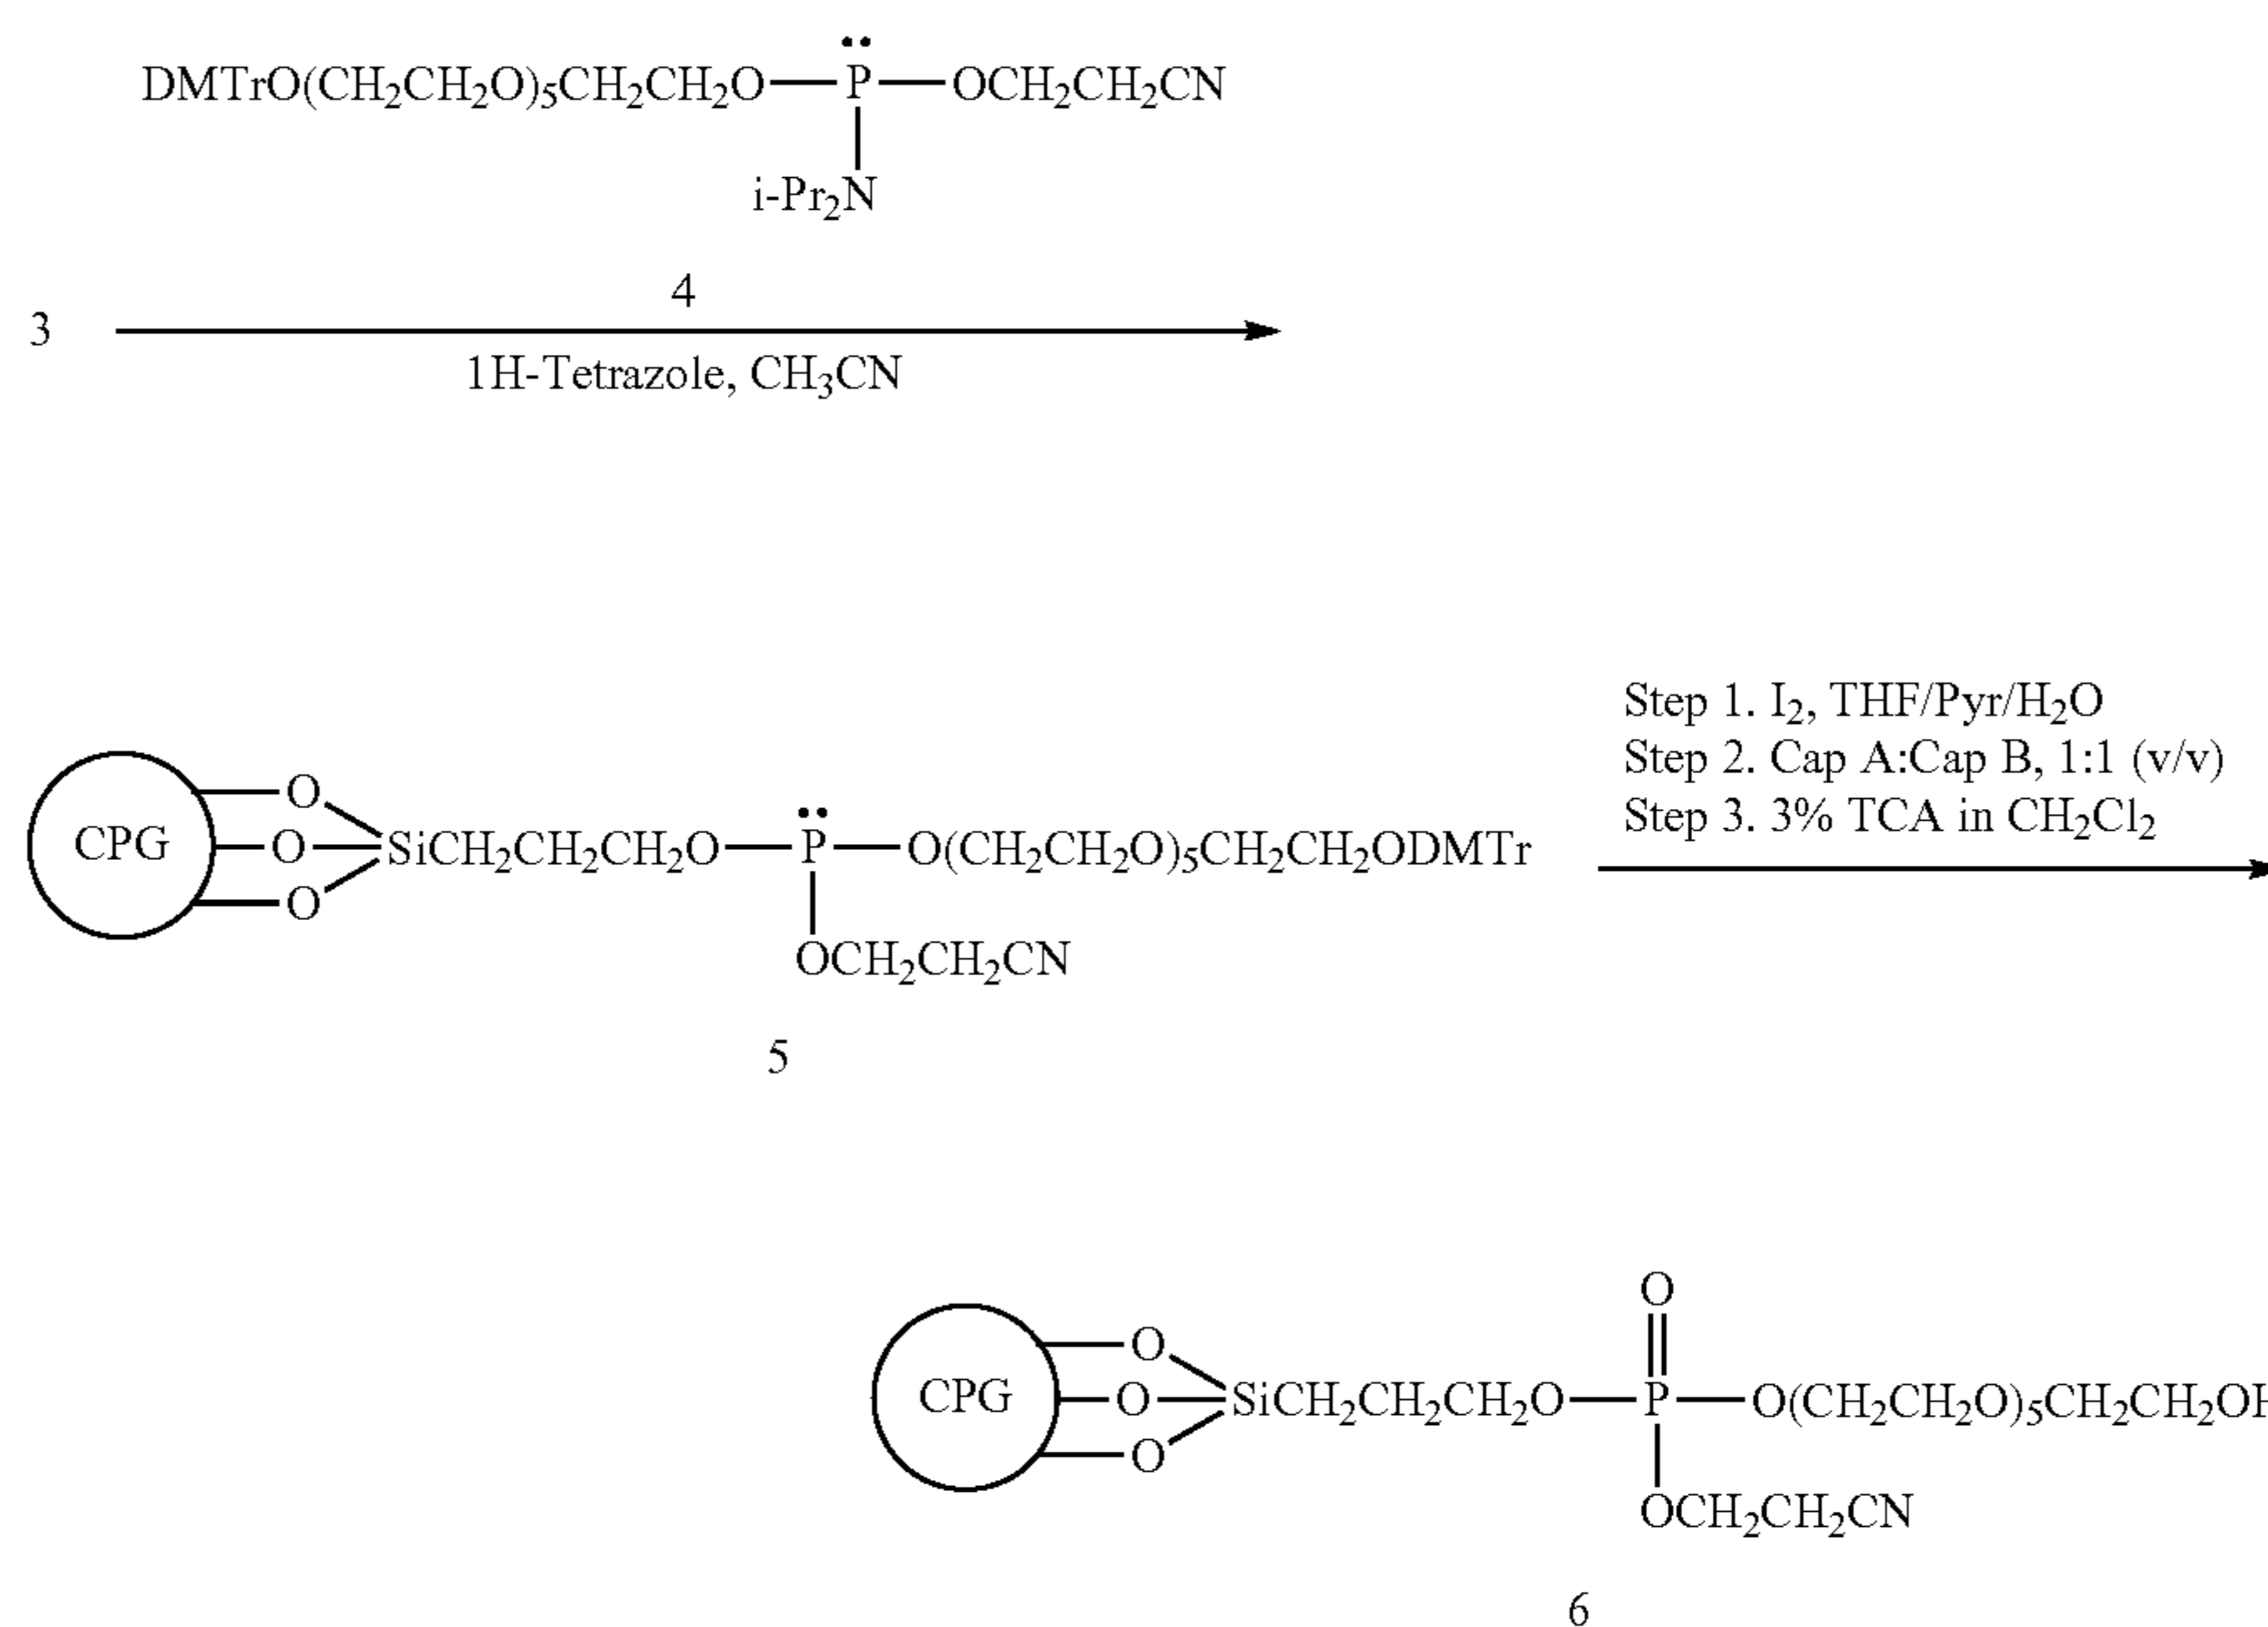 DMTrO(CH₂CH₂O)₅CH₂CH₂O—P̈—OCH₂CH₂CN
i-Pr₂N
4
3
1H-Tetrazole, CH₃CN
Step 1. I₂, THF/Pyr/H₂O
Step 2. Cap A:Cap B, 1:1 (v/v)
Step 3. 3% TCA in CH₂Cl₂
O
CPG—O—SiCH₂CH₂CH₂O—P̈—O(CH₂CH₂O)₅CH₂CH₂ODMTr
O
OCH₂CH₂CN
5
O
O
CPG—O—SiCH₂CH₂CH₂O—P—O(CH₂CH₂O)₅CH₂CH₂OH
O
OCH₂CH₂CN
6